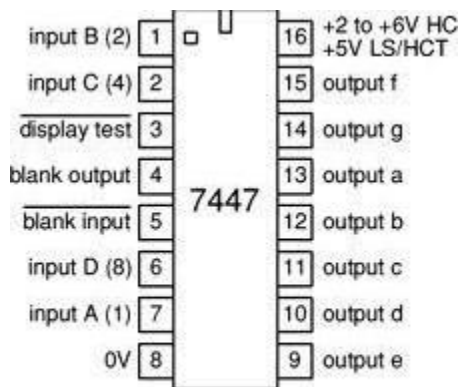 input B (2) 1 16 +2 to +6V HC
+5V LS/HCT
input C (4) 2 15 output f
display test 3 14 output g
blank output 4 13 output a
7447
blank input 5 12 output b
input D (8) 6 11 output c
input A (1) 7 10 output d
0V 8 9 output e